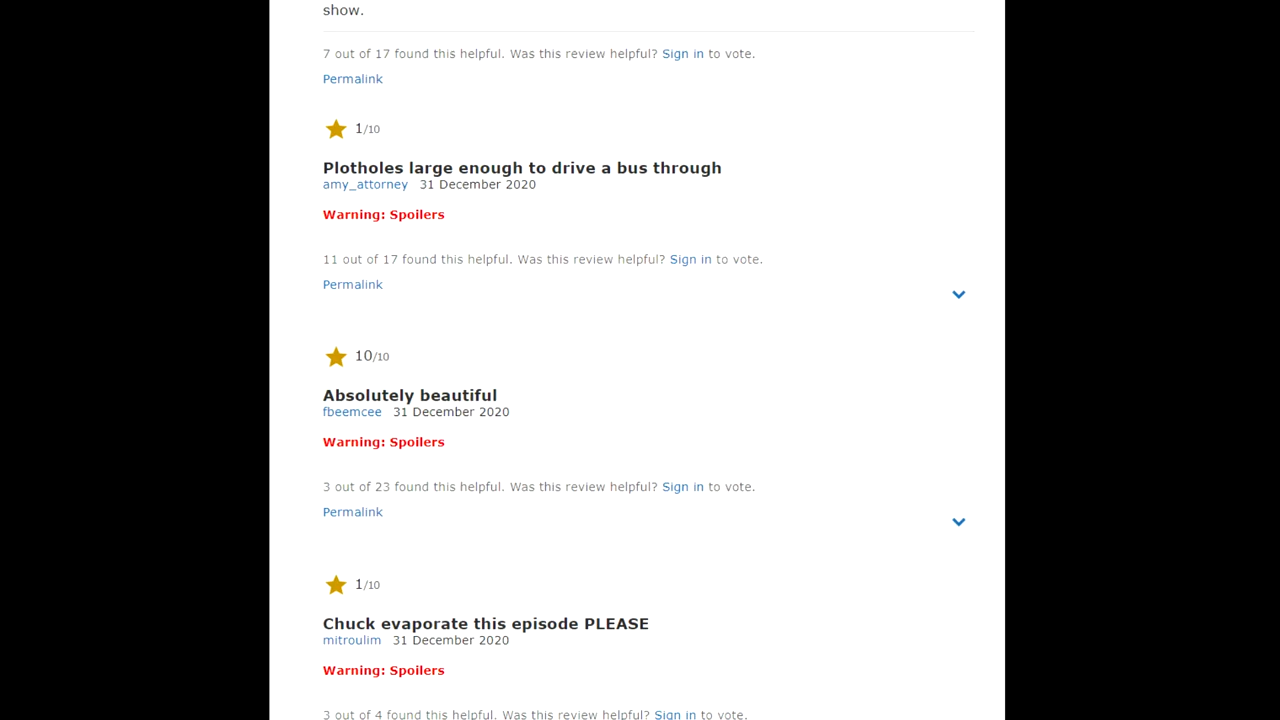 show.
7 out of 17 found this helpful. Was this review helpful? Sign in to vote.
Permalink
1/10
Plotholes large enough to drive a bus through
amy_attorney 31 December 2020
Warning: Spoilers
11 out of 17 found this helpful. Was this review helpful? Sign in to vote.
Permalink
10/10
Absolutely beautiful
fbeemcee 31 December 2020
Warning: Spoilers
3 out of 23 found this helpful. Was this review helpful? Sign in to vote.
Permalink
1/10
Chuck evaporate this episode PLEASE
mitroulim 31 December 2020
Warning: Spoilers
3 out of 4 found this helpful. Was this review helpful? Sign in to vote.